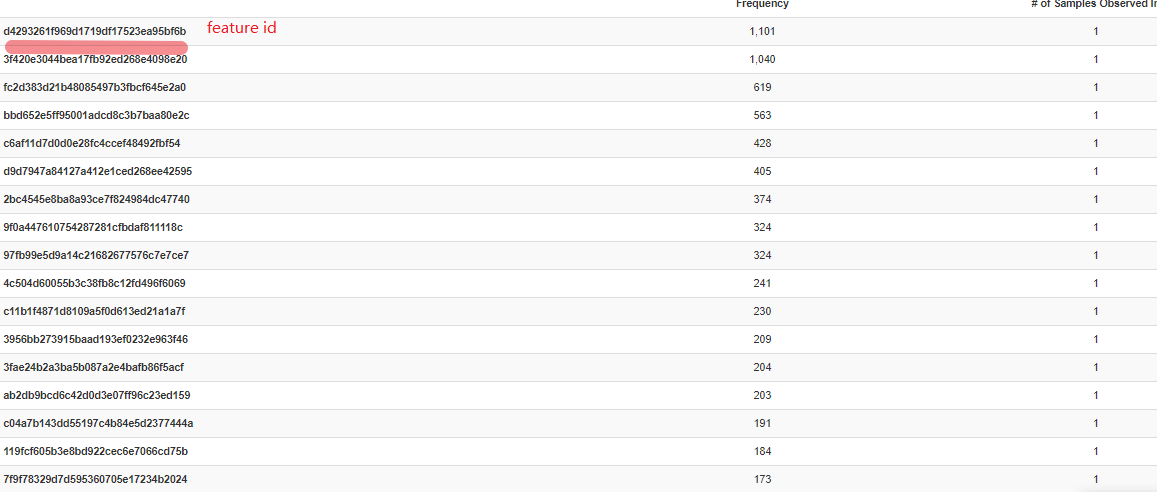 Frequency # of Samples Observed In
d4293261f969d1719df17523ea95bf6b feature id 1,101 1
3f420e3044bea17fb92ed268e4098e20 1,040 1
fc2d383d21b48085497b3fbcf645e2a0 619 1
bbd652e5ff95001adcd8c3b7baa80e2c 563 1
c6af11d7d0d0e28fc4ccef48492fbf54 428 1
d9d7947a84127a412e1ced268ee42595 405 1
2bc4545e8ba8a93ce7f824984dc47740 374 1
9f0a447610754287281cfbdaf811118c 324 1
97fb99e5d9a14c21682677576c7e7ce7 324 1
4c504d60055b3c38fb8c12fd496f6069 241 1
c11b1f4871d8109a5f0d613ed21a1a7f 230 1
3956bb273915baad193ef0232e963f46 209 1
3fae24b2a3ba5b087a2e4bafb86f5acf 204 1
ab2db9bcd6c42d0d3e07ff96c23ed159 203 1
c04a7b143dd55197c4b84e5d2377444a 191 1
119fcf605b3e8bd922cec6e7066cd75b 184 1
7f9f78329d7d595360705e17234b2024 173 1